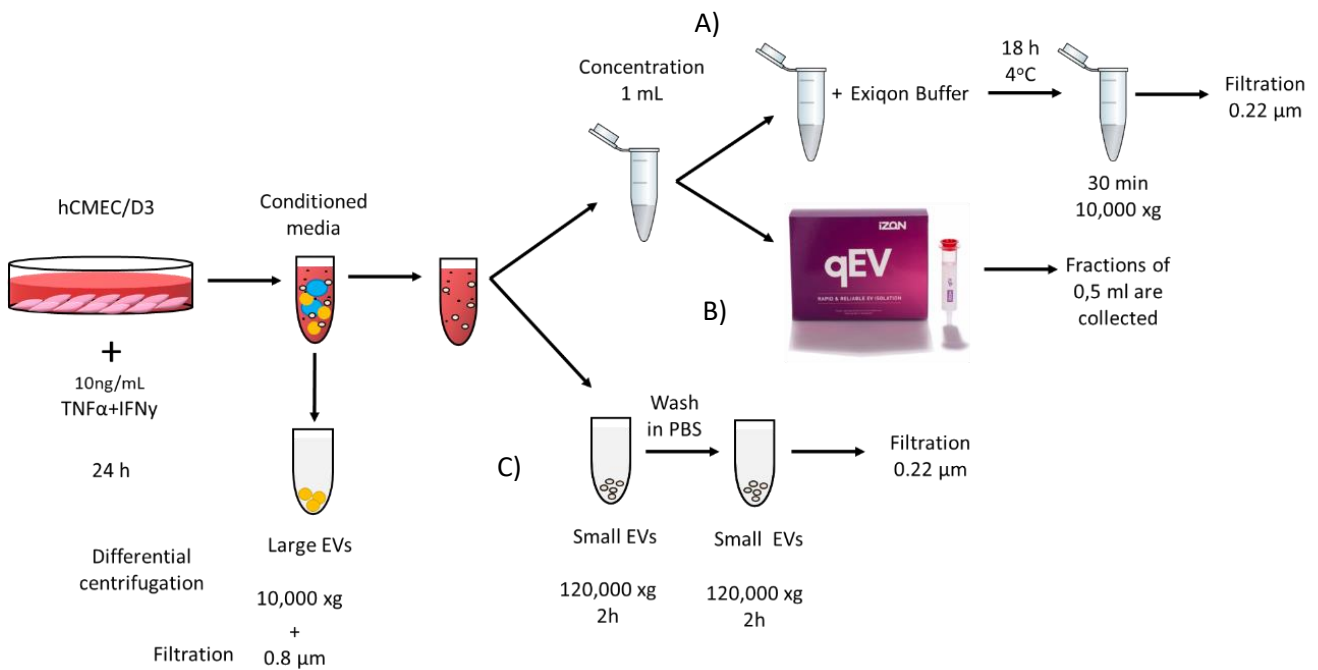 A)
Concentration
1 mL
+ Exiqon Buffer
18 h
4°C
Filtration
0.22 µm
30 min
10,000 xg
hCMEC/D3
Conditioned
media
+
10ng/mL
TNFα+IFNy
24 h
B)
iZON
qEV
RAPID & RELIABLE EV ISOLATION
qEV
Fractions of
0,5 ml are
collected
C)
Wash
in PBS
Filtration
0.22 µm
Small EVs
120,000 xg
2h
Small EVs
120,000 xg
2h
Differential
centrifugation
Large EVs
10,000 xg
+
Filtration
0.8 µm